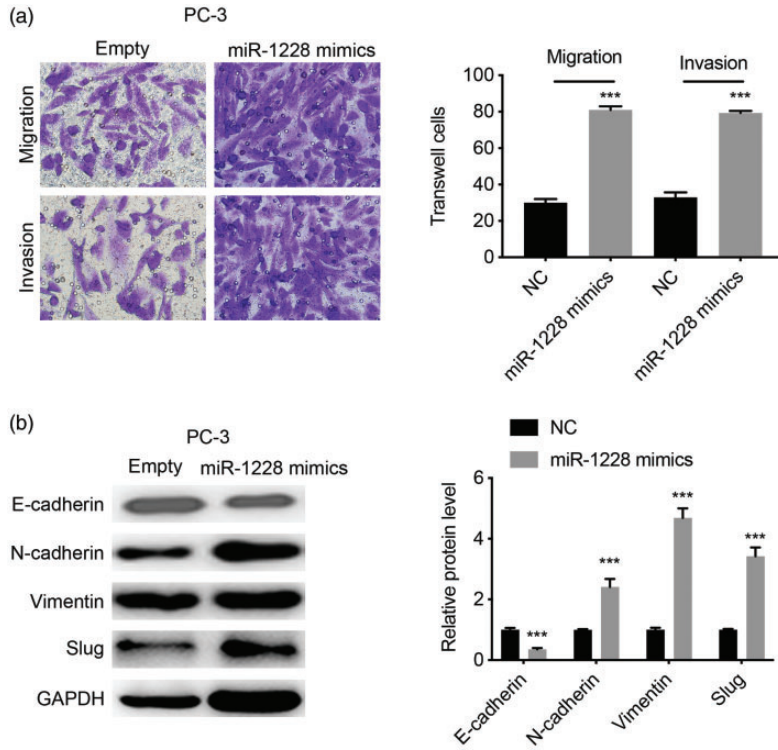 (a)
PC-3
Empty
miR-1228 mimics
Migration
Invasion
Migration
Invasion
***
***
100
80
60
40
20
0
Transwell cells
NC
miR-1228 mimics
NC
miR-1228 mimics
(b)
PC-3
Empty
miR-1228 mimics
E-cadherin
N-cadherin
Vimentin
Slug
GAPDH
NC
miR-1228 mimics
6
4
2
0
Relative protein level
***
***
***
***
E-cadherin
N-cadherin
Vimentin
Slug